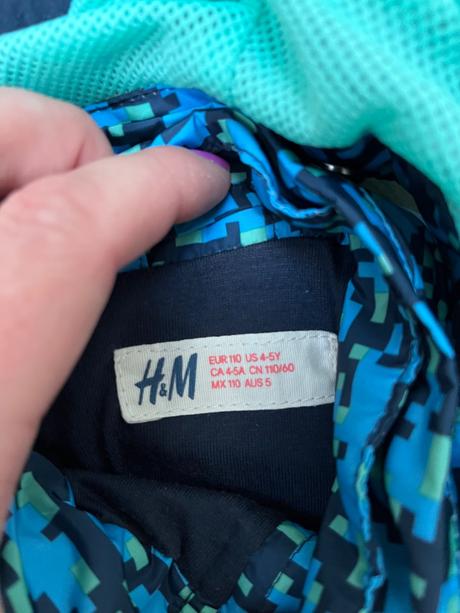 H&M
EUR 110 US 4-5Y
CA 4-5A CN 110/60
MX 110 AUS 5